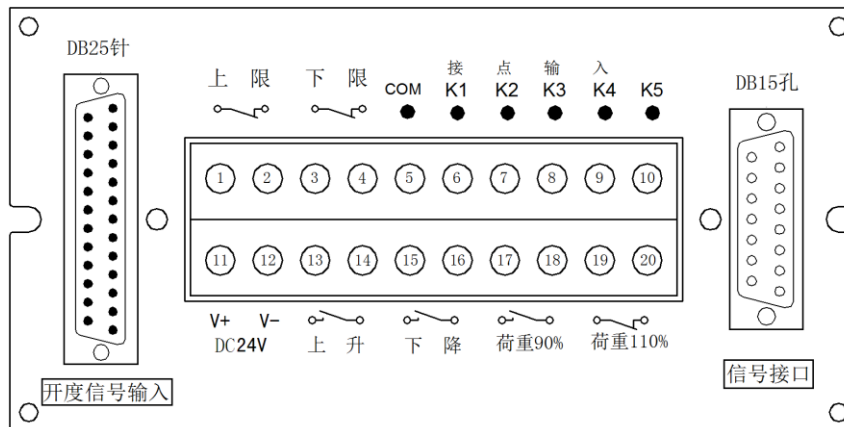 DB25针
上 限 下 限
接 点 输 入
COM K1 K2 K3 K4 K5
DB15孔
1 2 3 4 5 6 7 8 9 10
11 12 13 14 15 16 17 18 19 20
V+ V-
DC24V 上 升 下 降 荷重90% 荷重110%
开度信号输入
信号接口